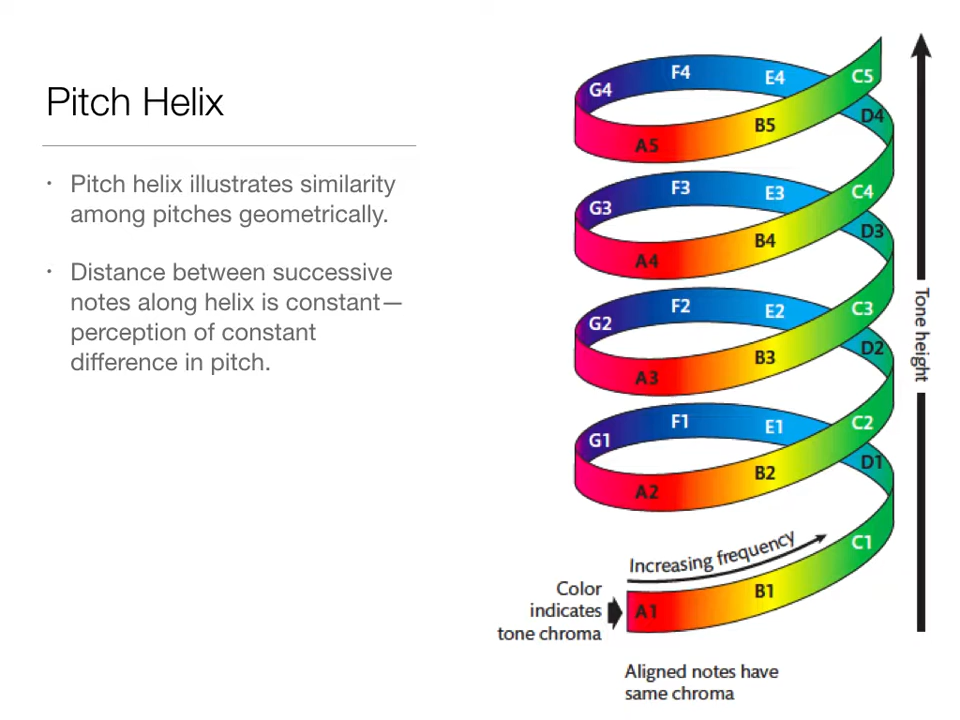 Pitch Helix
• Pitch helix illustrates similarity
among pitches geometrically.
• Distance between successive
notes along helix is constant—
perception of constant
difference in pitch.
C5
F4
E4
G4
D4
B5
A5
F3
E3
C4
G3
D3
B4
A4
F2
E2
C3
G2
D2
B3
A3
F1
E1
C2
G1
D1
B2
A2
C1
Increasing frequency
B1
A1
Color
indicates
tone chroma
Tone height
Aligned notes have
same chroma